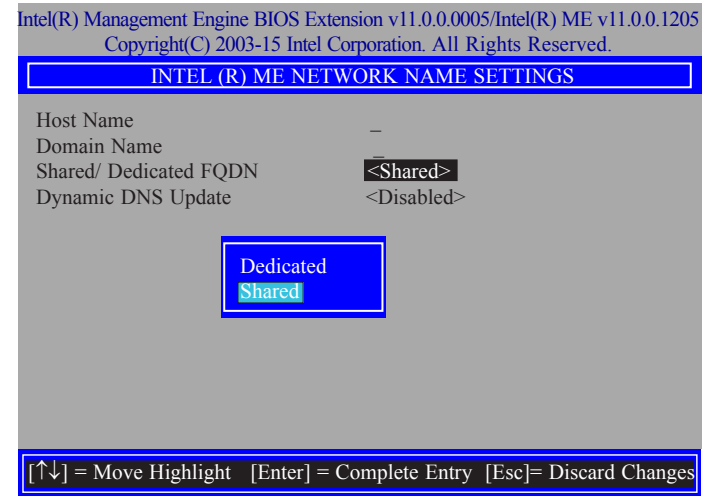 Intel(R) Management Engine BIOS Extension v11.0.0.0005/Intel(R) ME v11.0.0.1205
Copyright(C) 2003-15 Intel Corporation. All Rights Reserved.
INTEL (R) ME NETWORK NAME SETTINGS
Host Name _
Domain Name _
Shared/ Dedicated FQDN <Shared>
Dynamic DNS Update <Disabled>
Dedicated
Shared
[↑↓] = Move Highlight [Enter] = Complete Entry [Esc]= Discard Changes